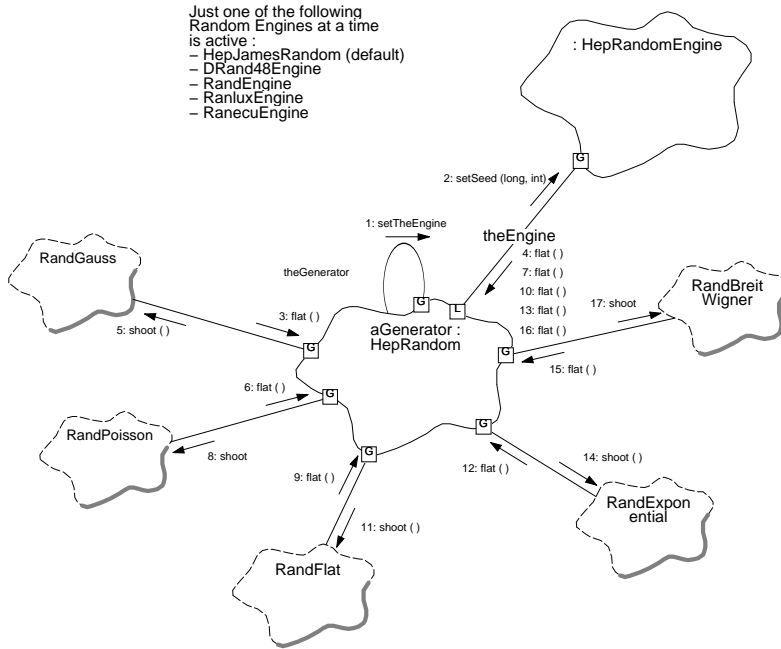 Just one of the following
Random Engines at a time
is active :
– HepJamesRandom (default)
– DRand48Engine
– RandEngine
– RanluxEngine
– RanecuEngine
: HepRandomEngine
G
2: setSeed (long, int)
1: setTheEngine
theEngine
4: flat ( )
7: flat ( )
10: flat ( )
13: flat ( )
16: flat ( )
theGenerator
RandGauss
RandBreit
Wigner
G
L
17: shoot
3: flat ( )
5: shoot ( )
aGenerator :
HepRandom
G
G
15: flat ( )
6: flat ( )
G
RandPoisson
8: shoot
G
G
9: flat ( )
12: flat ( )
14: shoot ( )
RandExpon
ential
11: shoot ( )
RandFlat